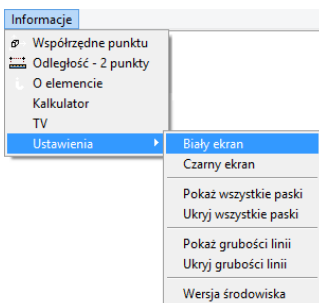 Informacje
Współrzędne punktu
Odległość - 2 punkty
O elemencie
Kalkulator
TV
Ustawienia
Biały ekran
Czarny ekran
Pokaż wszystkie paski
Ukryj wszystkie paski
Pokaż grubości linii
Ukryj grubości linii
Wersja środowiska